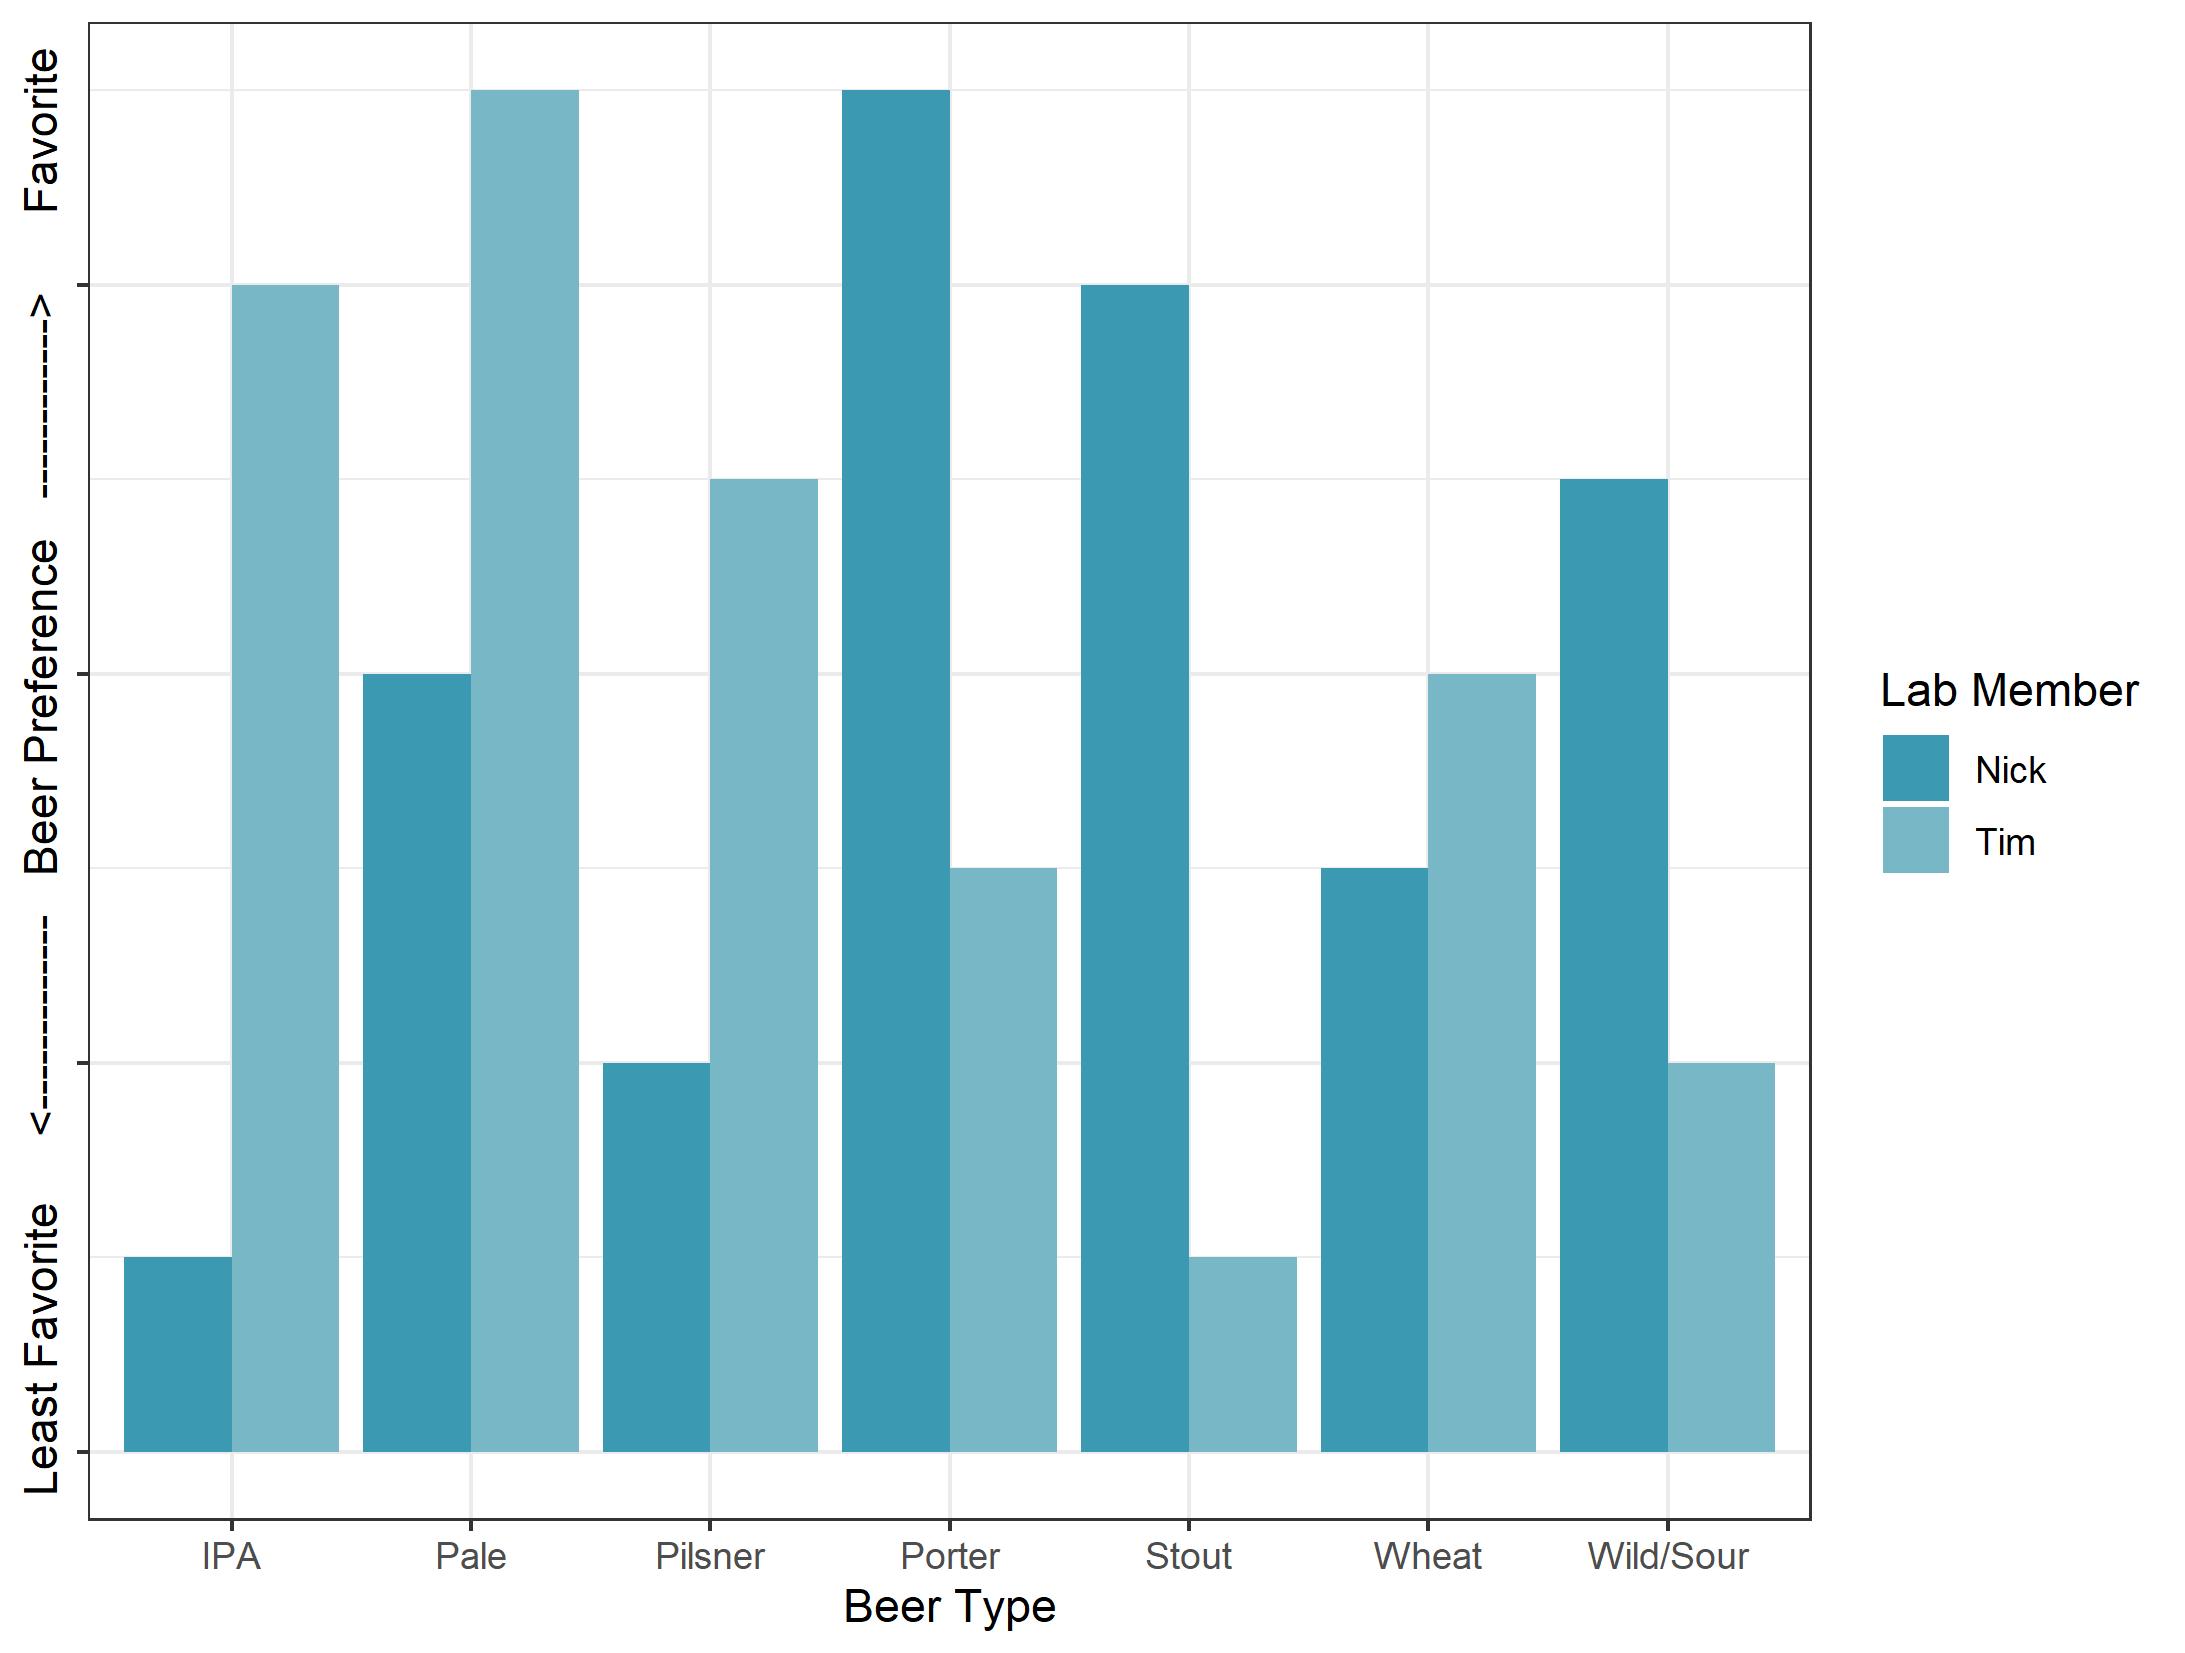 Least Favorite <------------ Beer Preference ------------> Favorite
IPA Pale Pilsner Porter Stout Wheat Wild/Sour
Beer Type
Lab Member
Nick
Tim